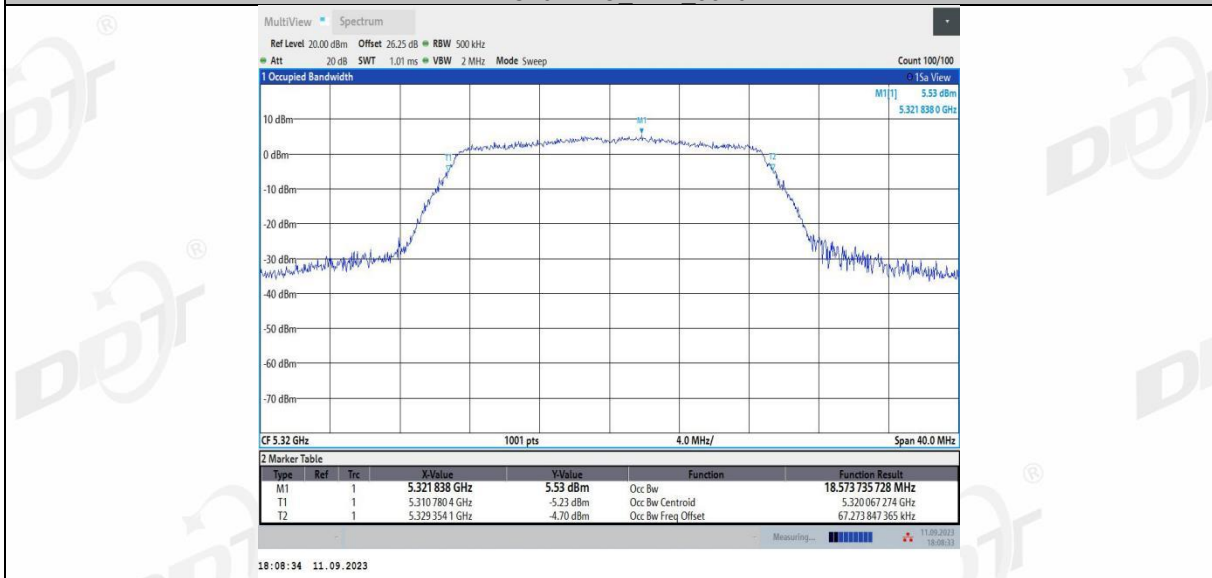 MultiView Spectrum
Ref Level 20.00 dBm Offset 26.25 dB RBW 500 kHz
Att 20 dB SWT 1.01 ms VBW 2 MHz Mode Sweep Count 100/100
1 Occupied Bandwidth 1Sa View
M1[1] 5.53 dBm
5.321 838 0 GHz
M1
10 dBm
0 dBm
T1 T2
-10 dBm
-20 dBm
-30 dBm
-40 dBm
-50 dBm
-60 dBm
-70 dBm
CF 5.32 GHz 1001 pts 4.0 MHz/ Span 40.0 MHz
2 Marker Table
Type Ref Trc X-Value Y-Value Function Function Result
M1 1 5.321 838 GHz 5.53 dBm Occ Bw 18.573 735 728 MHz
T1 1 5.310 780 4 GHz -5.23 dBm Occ Bw Centroid 5.320 067 274 GHz
T2 1 5.329 354 1 GHz -4.70 dBm Occ Bw Freq Offset 67.273 847 365 kHz
Measuring... 11.09.2023
18:08:33
18:08:34 11.09.2023
DDT
DDT
DDT
DDT